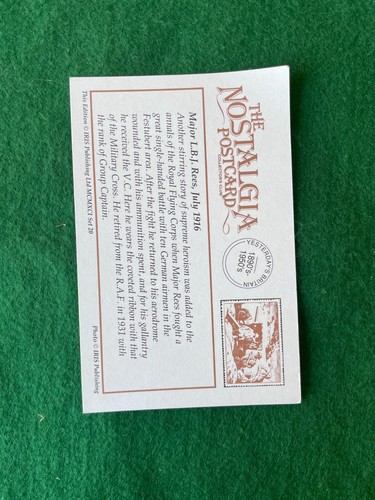 THE
NOSTALGIA
POSTCARD
COLLECTOR'S CLUB
YESTERDAY'S BRITAIN
1890's-
1950's
Major L.B.J. Rees, July 1916
Another stirring story of supreme heroism was added to the
annals of the Royal Flying Corps when Major Rees fought a
great single-handed battle with ten German airmen in the
Festubert area. After the fight he returned to his aerodrome
wounded and with his ammunition spent, and for his gallantry
he received the V C. Here he wears the coveted ribbon with that
of the Military Cross. He retired from the R.A.F. in 1931 with
the rank of Group Captain.
This Edition © IRIS Publishing Ltd MCMXCI Set 20
Photo © IRIS Publishing